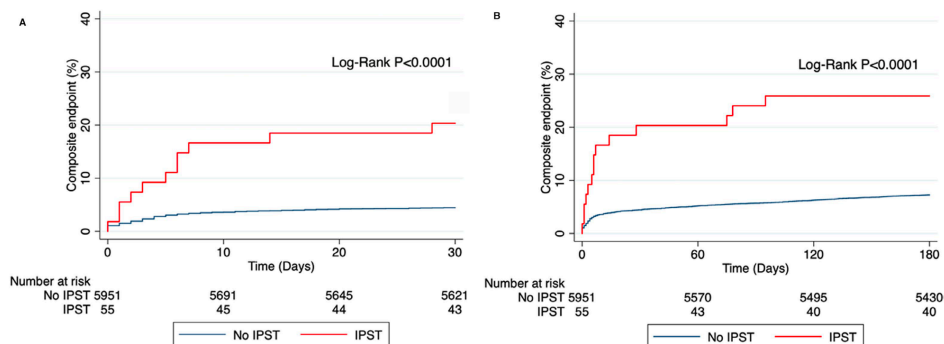 A
Composite endpoint (%)
40
30
20
10
0
Log-Rank P<0.0001
0 10 20 30
Time (Days)
Number at risk
No IPST 5951 5691 5645 5621
IPST 55 45 44 43
No IPST IPST
B
Composite endpoint (%)
40
30
20
10
0
Log-Rank P<0.0001
0 60 120 180
Time (Days)
Number at risk
No IPST 5951 5570 5495 5430
IPST 55 43 40 40
No IPST IPST